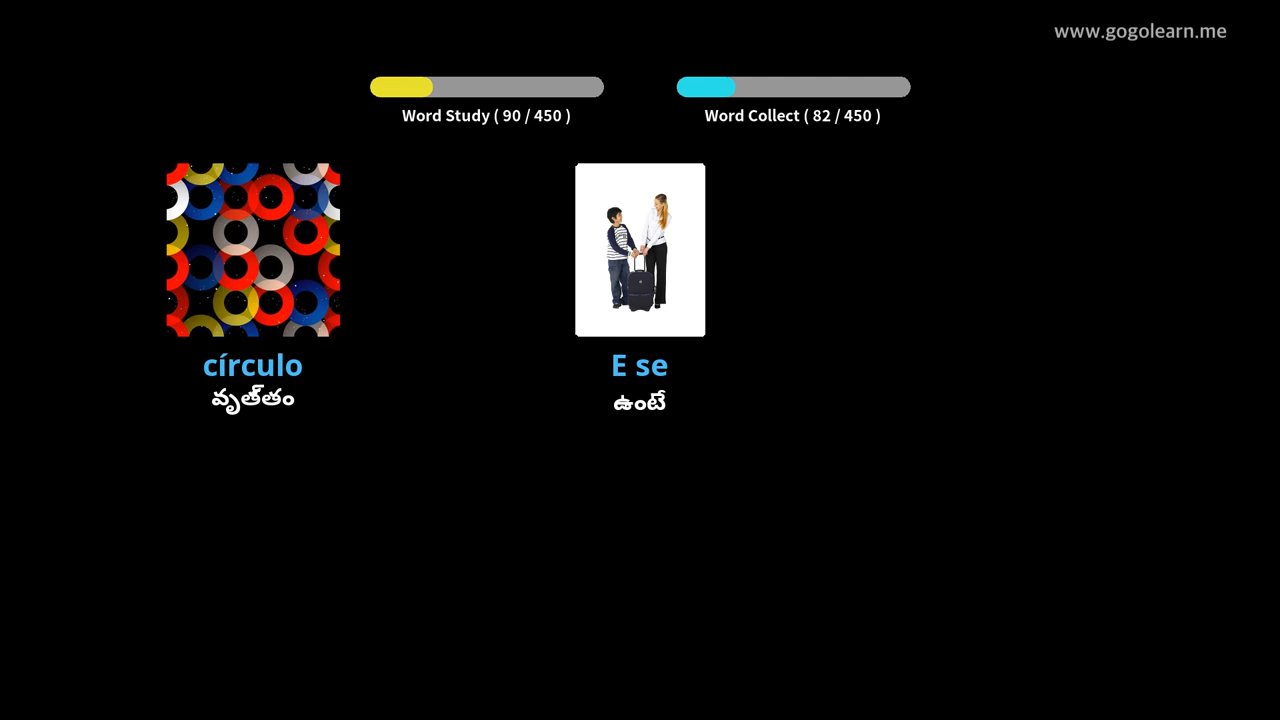 www.gogolearn.me
Word Study ( 90 / 450 )
Word Collect ( 82 / 450 )
círculo
వృత్తం
E se
ఉంటే